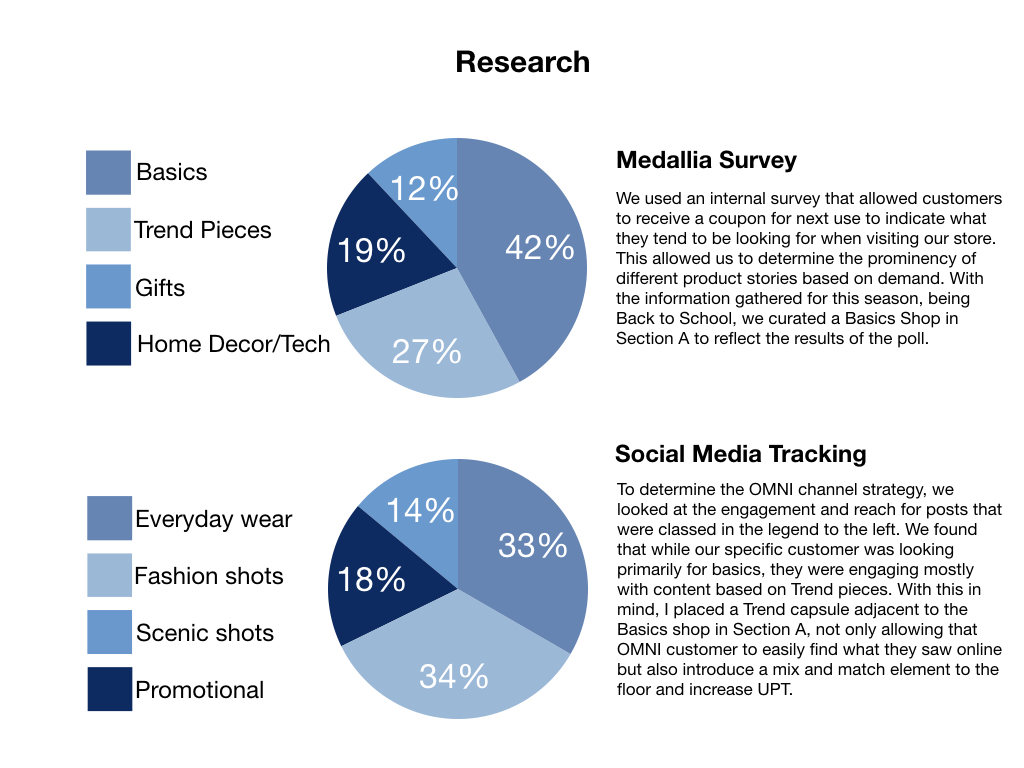 Research
Basics
Trend Pieces
Gifts
Home Decor/Tech
12%
42%
19%
27%
Medallia Survey
We used an internal survey that allowed customers
to receive a coupon for next use to indicate what
they tend to be looking for when visiting our store.
This allowed us to determine the prominency of
different product stories based on demand. With
the information gathered for this season, being
Back to School, we curated a Basics Shop in
Section A to reflect the results of the poll.
Everyday wear
Fashion shots
Scenic shots
Promotional
14%
33%
18%
34%
Social Media Tracking
To determine the OMNI channel strategy, we
looked at the engagement and reach for posts that
were classed in the legend to the left. We found
that while our specific customer was looking
primarily for basics, they were engaging mostly
with content based on Trend pieces. With this in
mind, I placed a Trend capsule adjacent to the
Basics shop in Section A, not only allowing that
OMNI customer to easily find what they saw online
but also introduce a mix and match element to the
floor and increase UPT.